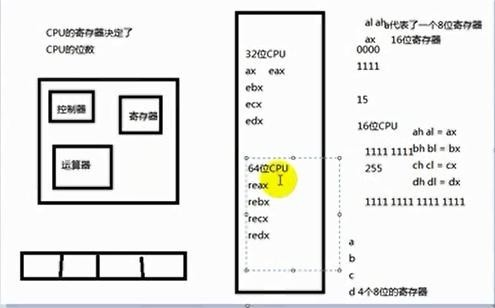 CPU的寄存器决定了
CPU的位数
控制器
寄存器
运算器
32位CPU
ax eax
ebx
ecx
edx
64位CPU
reax
rebx
recx
redx
al ah 代表了一个8位寄存器
ax 16位寄存器
0000
1111
15
16位CPU
1111 1111
255
ah al = ax
bh bl = bx
ch cl = cx
dh dl = dx
1111 1111 1111 1111
a
b
c
d 4个8位的寄存器